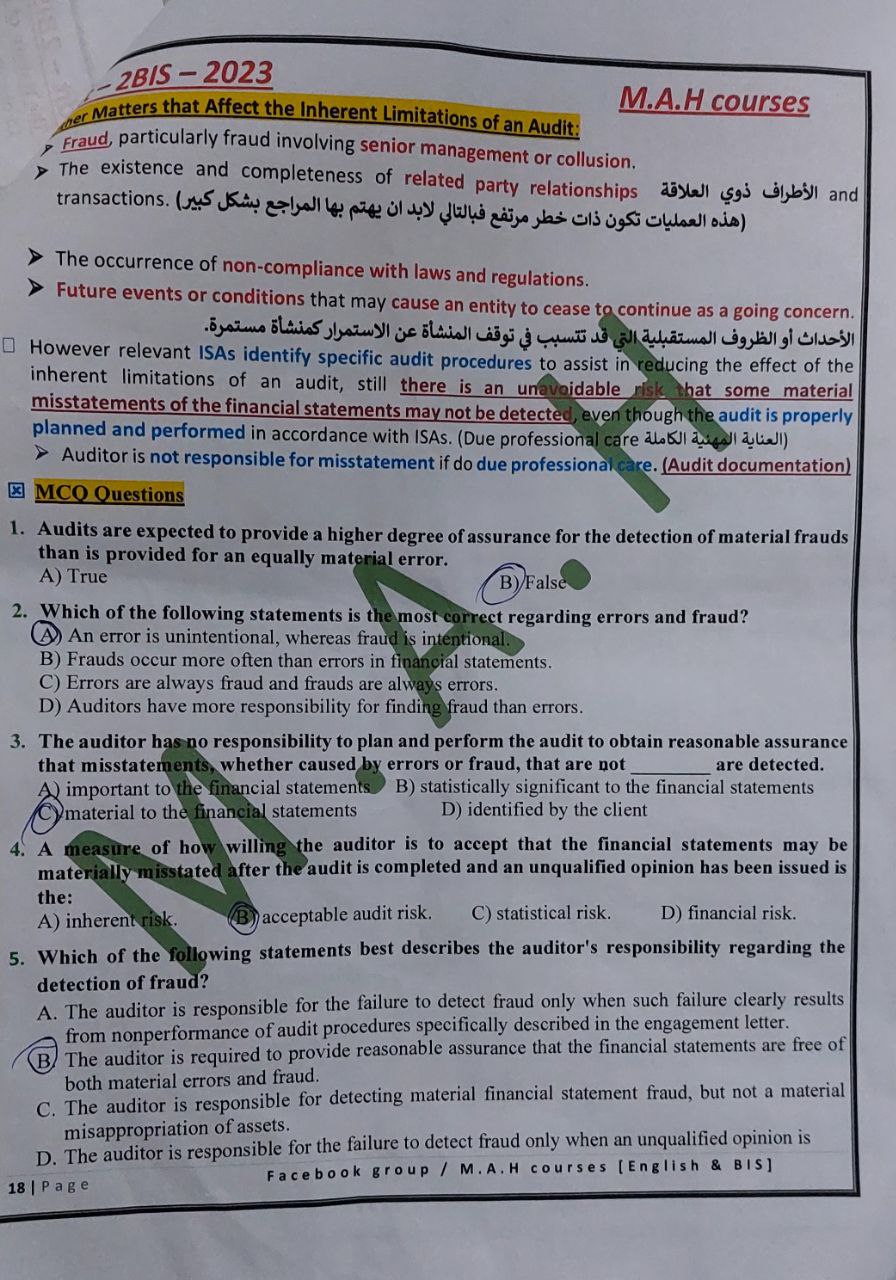 – 2BIS – 2023
M.A.H courses
her Matters that Affect the Inherent Limitations of an Audit:
➤ Fraud, particularly fraud involving senior management or collusion.
➤ The existence and completeness of related party relationships الأطراف ذوي العلاقة and
transactions. (هذه العمليات تكون ذات خطر مرتفع فبالتالي لابد ان يهتم بها المراجع بشكل كبير)
➤ The occurrence of non-compliance with laws and regulations.
➤ Future events or conditions that may cause an entity to cease to continue as a going concern.
الأحداث أو الظروف المستقبلية التي قد تتسبب في توقف المنشأة عن الاستمرار كمنشأة مستمرة.
☐ However relevant ISAs identify specific audit procedures to assist in reducing the effect of the
inherent limitations of an audit, still there is an unavoidable risk that some material
misstatements of the financial statements may not be detected, even though the audit is properly
planned and performed in accordance with ISAs. (Due professional care العناية المهنية الكاملة)
➤ Auditor is not responsible for misstatement if do due professional care. (Audit documentation)
☒ MCQ Questions
1. Audits are expected to provide a higher degree of assurance for the detection of material frauds
than is provided for an equally material error.
A) True B) False
2. Which of the following statements is the most correct regarding errors and fraud?
A) An error is unintentional, whereas fraud is intentional.
B) Frauds occur more often than errors in financial statements.
C) Errors are always fraud and frauds are always errors.
D) Auditors have more responsibility for finding fraud than errors.
3. The auditor has no responsibility to plan and perform the audit to obtain reasonable assurance
that misstatements, whether caused by errors or fraud, that are not ________ are detected.
A) important to the financial statements B) statistically significant to the financial statements
C) material to the financial statements D) identified by the client
4. A measure of how willing the auditor is to accept that the financial statements may be
materially misstated after the audit is completed and an unqualified opinion has been issued is
the:
A) inherent risk. B) acceptable audit risk. C) statistical risk. D) financial risk.
5. Which of the following statements best describes the auditor's responsibility regarding the
detection of fraud?
A. The auditor is responsible for the failure to detect fraud only when such failure clearly results
from nonperformance of audit procedures specifically described in the engagement letter.
B. The auditor is required to provide reasonable assurance that the financial statements are free of
both material errors and fraud.
C. The auditor is responsible for detecting material financial statement fraud, but not a material
misappropriation of assets.
D. The auditor is responsible for the failure to detect fraud only when an unqualified opinion is
Facebook group / M.A.H courses [English & BIS]
18 | Page
M.A.H